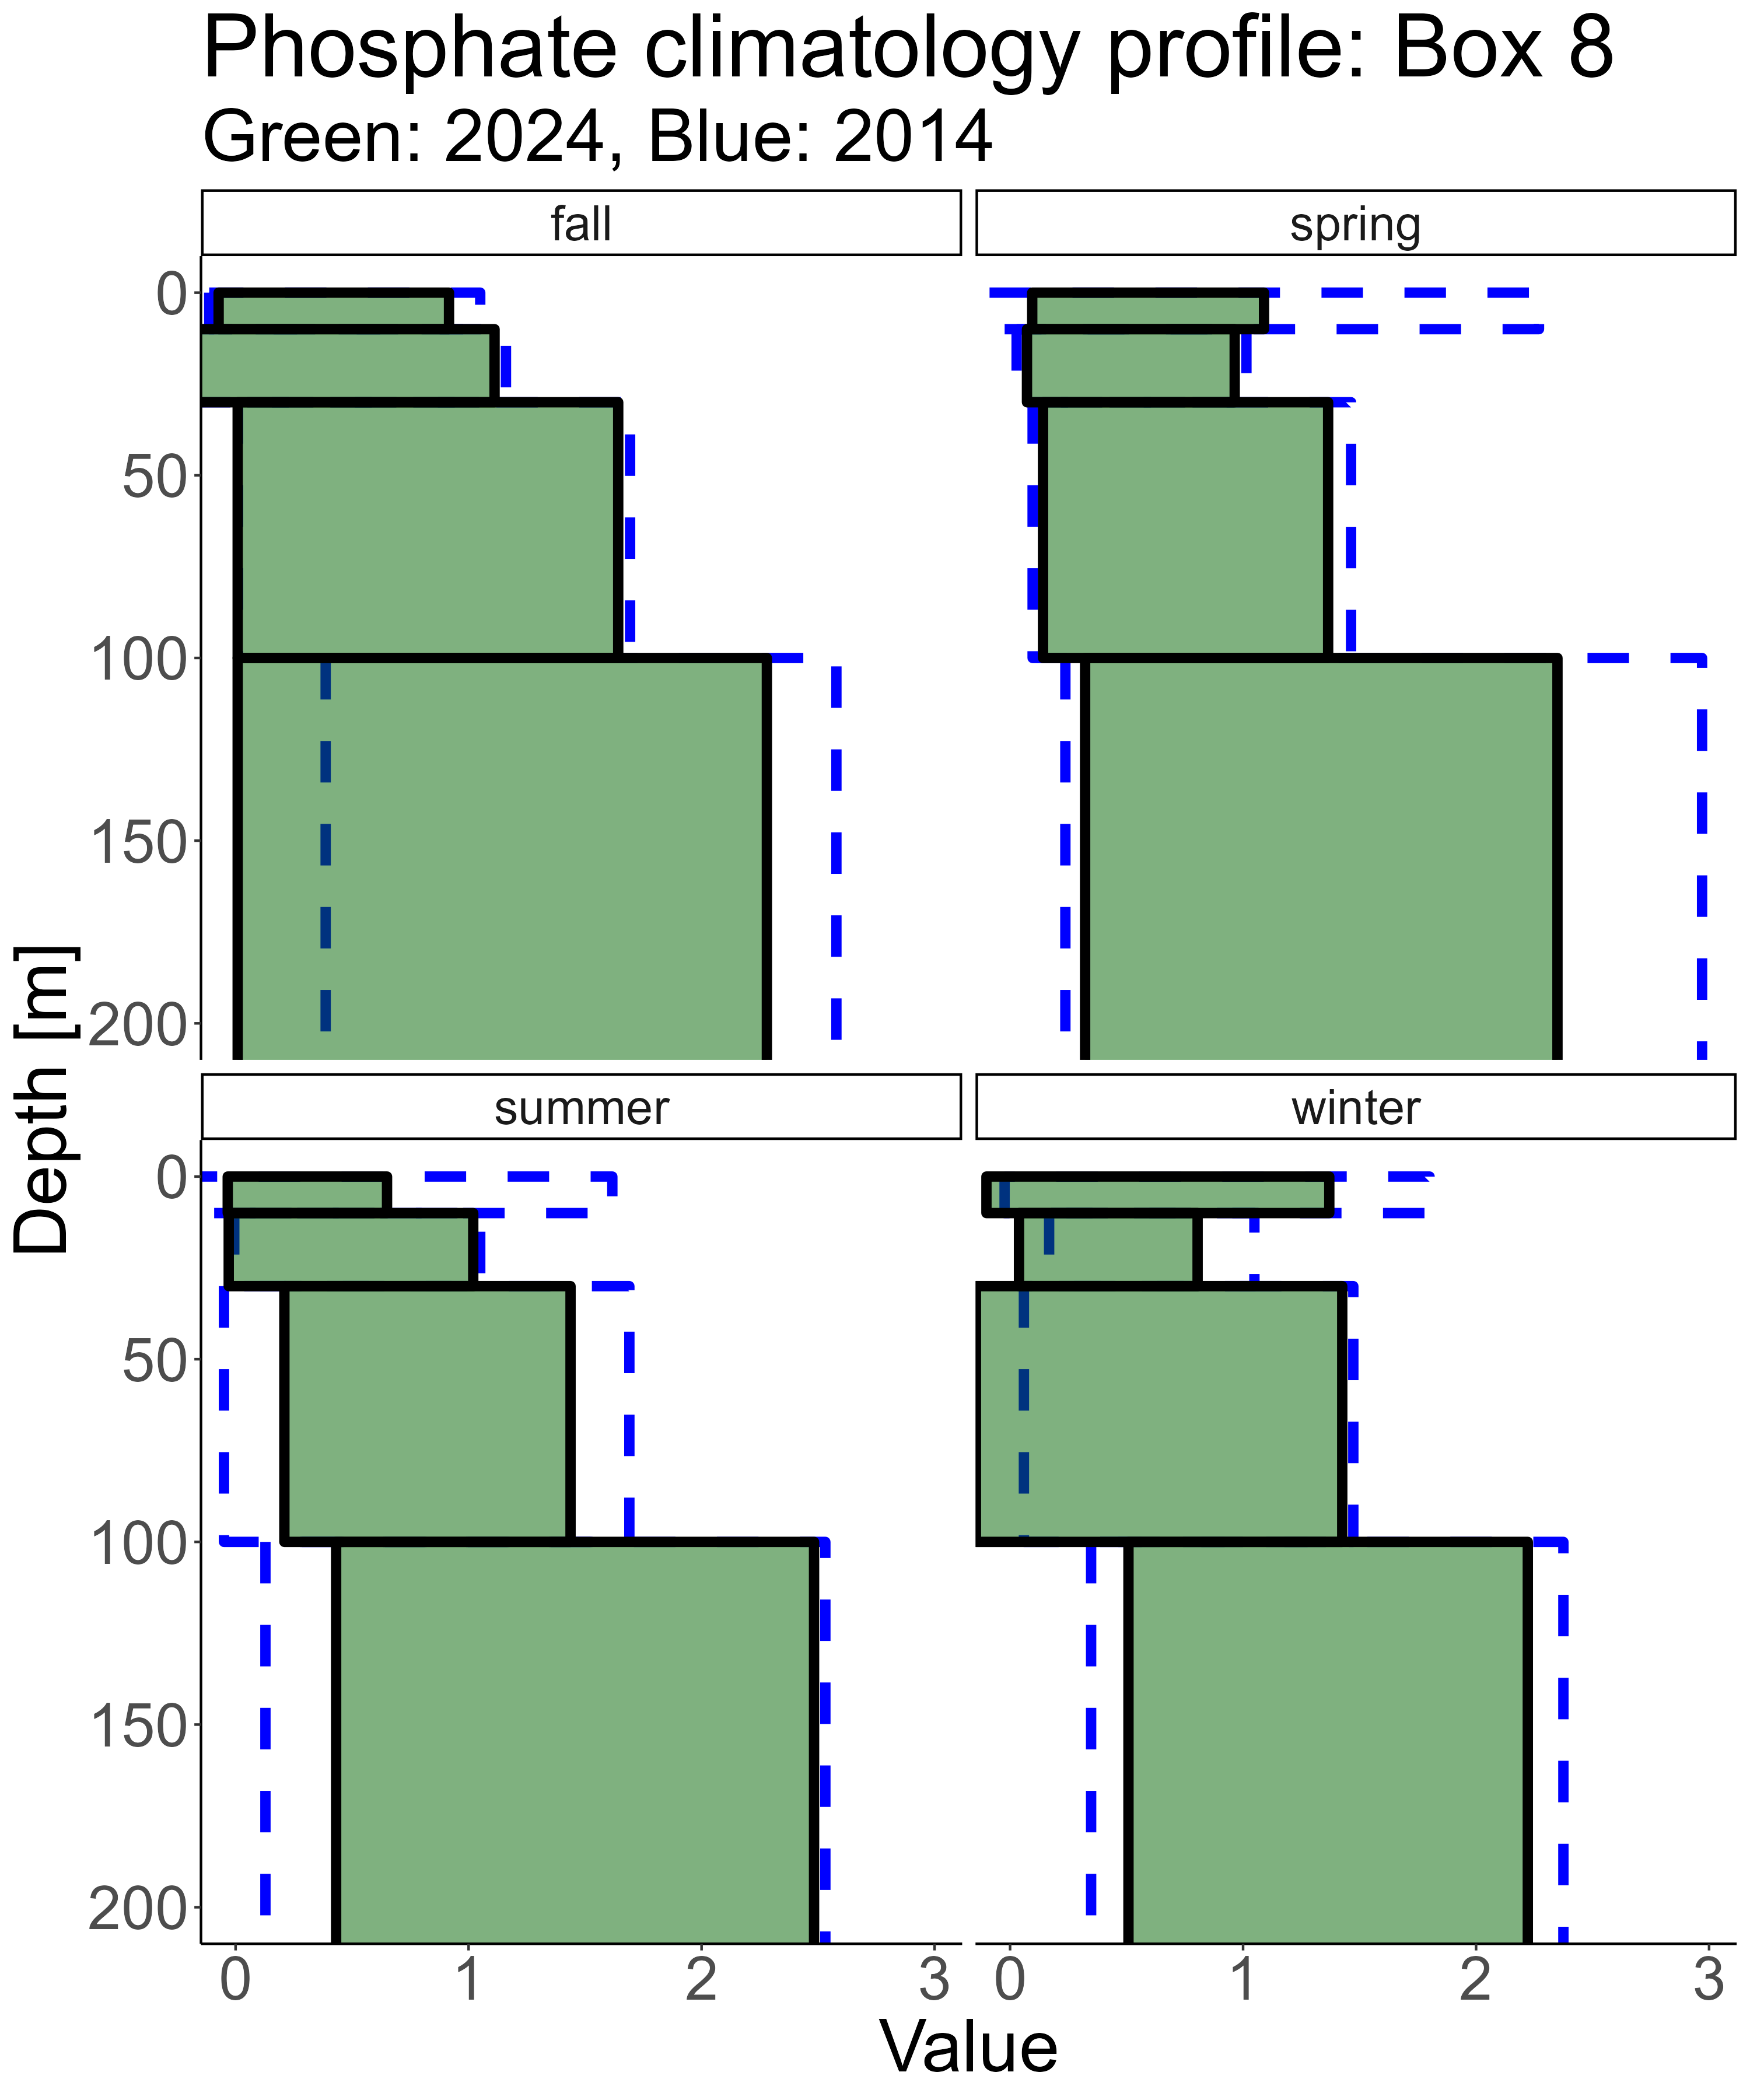 Phosphate climatology profile: Box 8
Green: 2024, Blue: 2014
fall
spring
0
50
100
150
200
summer
winter
0
50
100
150
200
0 1 2 3
0 1 2 3
Depth [m]
Value